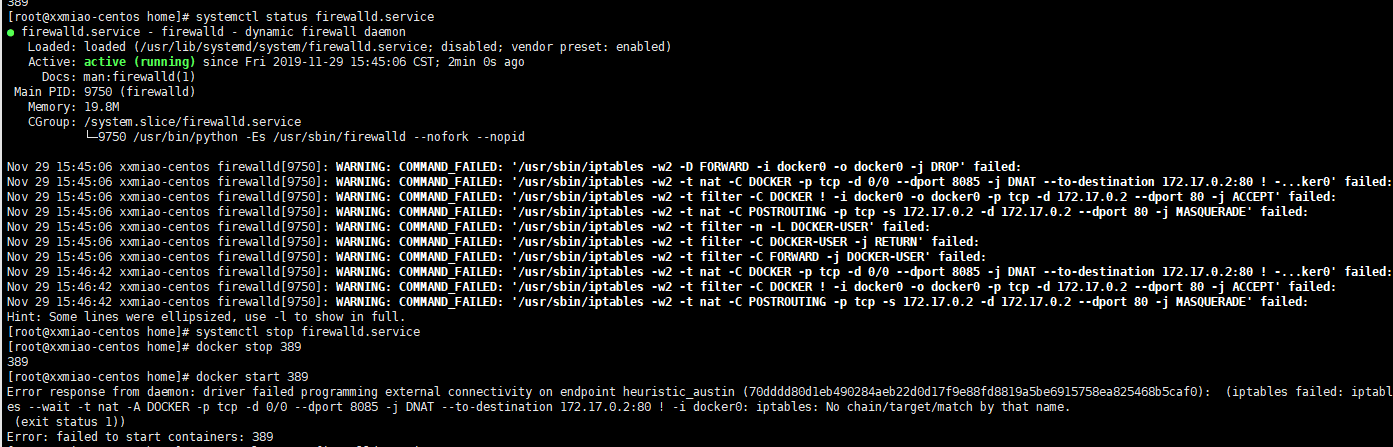 389
[root@xxmiao-centos home]# systemctl status firewalld.service
● firewalld.service - firewalld - dynamic firewall daemon
   Loaded: loaded (/usr/lib/systemd/system/firewalld.service; disabled; vendor preset: enabled)
   Active: active (running) since Fri 2019-11-29 15:45:06 CST; 2min 0s ago
     Docs: man:firewalld(1)
 Main PID: 9750 (firewalld)
   Memory: 19.8M
   CGroup: /system.slice/firewalld.service
           └─9750 /usr/bin/python -Es /usr/sbin/firewalld --nofork --nopid
Nov 29 15:45:06 xxmiao-centos firewalld[9750]: WARNING: COMMAND_FAILED: '/usr/sbin/iptables -w2 -D FORWARD -i docker0 -o docker0 -j DROP' failed:
Nov 29 15:45:06 xxmiao-centos firewalld[9750]: WARNING: COMMAND_FAILED: '/usr/sbin/iptables -w2 -t nat -C DOCKER -p tcp -d 0/0 --dport 8085 -j DNAT --to-destination 172.17.0.2:80 ! -...ker0' failed:
Nov 29 15:45:06 xxmiao-centos firewalld[9750]: WARNING: COMMAND_FAILED: '/usr/sbin/iptables -w2 -t filter -C DOCKER ! -i docker0 -o docker0 -p tcp -d 172.17.0.2 --dport 80 -j ACCEPT' failed:
Nov 29 15:45:06 xxmiao-centos firewalld[9750]: WARNING: COMMAND_FAILED: '/usr/sbin/iptables -w2 -t nat -C POSTROUTING -p tcp -s 172.17.0.2 -d 172.17.0.2 --dport 80 -j MASQUERADE' failed:
Nov 29 15:45:06 xxmiao-centos firewalld[9750]: WARNING: COMMAND_FAILED: '/usr/sbin/iptables -w2 -t filter -n -L DOCKER-USER' failed:
Nov 29 15:45:06 xxmiao-centos firewalld[9750]: WARNING: COMMAND_FAILED: '/usr/sbin/iptables -w2 -t filter -C DOCKER-USER -j RETURN' failed:
Nov 29 15:45:06 xxmiao-centos firewalld[9750]: WARNING: COMMAND_FAILED: '/usr/sbin/iptables -w2 -t filter -C FORWARD -j DOCKER-USER' failed:
Nov 29 15:46:42 xxmiao-centos firewalld[9750]: WARNING: COMMAND_FAILED: '/usr/sbin/iptables -w2 -t nat -C DOCKER -p tcp -d 0/0 --dport 8085 -j DNAT --to-destination 172.17.0.2:80 ! -...ker0' failed:
Nov 29 15:46:42 xxmiao-centos firewalld[9750]: WARNING: COMMAND_FAILED: '/usr/sbin/iptables -w2 -t filter -C DOCKER ! -i docker0 -o docker0 -p tcp -d 172.17.0.2 --dport 80 -j ACCEPT' failed:
Nov 29 15:46:42 xxmiao-centos firewalld[9750]: WARNING: COMMAND_FAILED: '/usr/sbin/iptables -w2 -t nat -C POSTROUTING -p tcp -s 172.17.0.2 -d 172.17.0.2 --dport 80 -j MASQUERADE' failed:
Hint: Some lines were ellipsized, use -l to show in full.
[root@xxmiao-centos home]# systemctl stop firewalld.service
[root@xxmiao-centos home]# docker stop 389
389
[root@xxmiao-centos home]# docker start 389
Error response from daemon: driver failed programming external connectivity on endpoint heuristic_austin (70dddd80d1eb490284aeb22d0d17f9e88fd8819a5be6915758ea825468b5caf0):  (iptables failed: iptabl
es --wait -t nat -A DOCKER -p tcp -d 0/0 --dport 8085 -j DNAT --to-destination 172.17.0.2:80 ! -i docker0: iptables: No chain/target/match by that name.
 (exit status 1))
Error: failed to start containers: 389